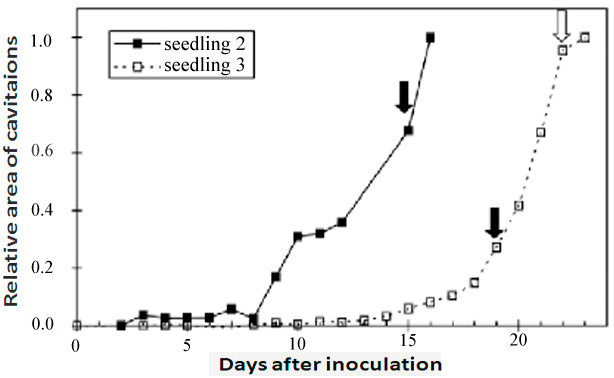 Relative area of cavitaions
1.0
0.8
0.6
0.4
0.2
0.0
seedling 2
seedling 3
0 5 10 15 20
Days after inoculation